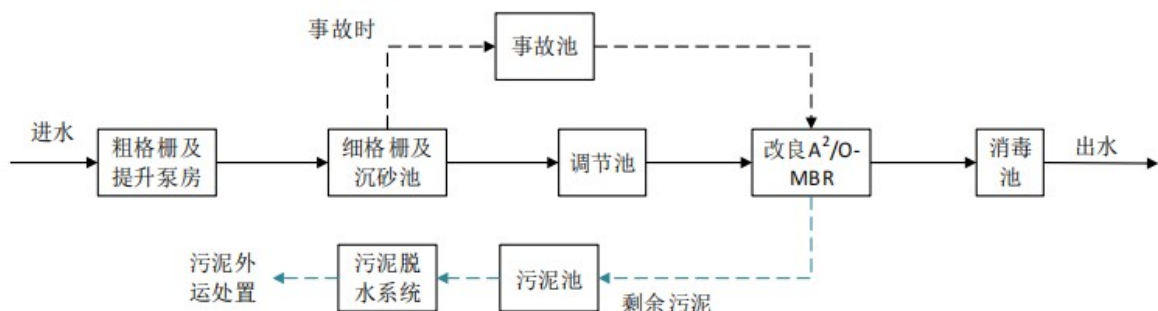 事故时
事故池
进水
粗格栅及
提升泵房
细格栅及
沉砂池
调节池
改良A²/O-
MBR
消毒
池
出水
污泥外
运处置
污泥脱
水系统
污泥池
剩余污泥